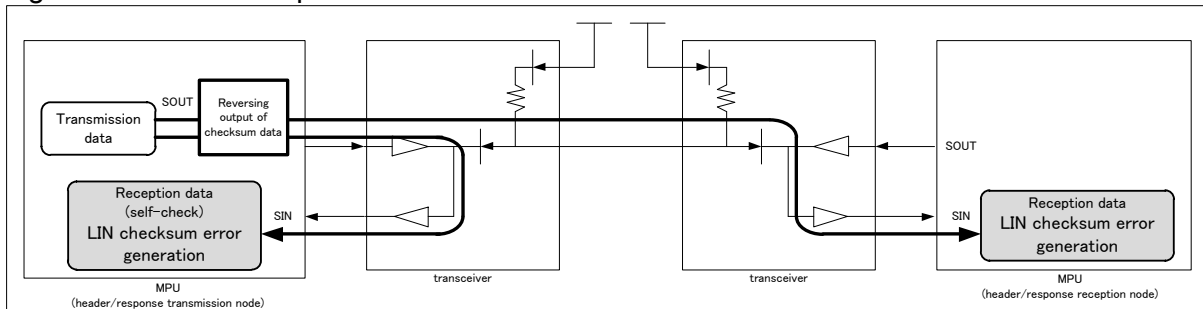 Transmission
data
SOUT
Reversing
output of
checksum data
Reception data
(self-check)
LIN checksum error
generation
SIN
MPU
(header/response transmission node)
transceiver
transceiver
SOUT
SIN
Reception data
LIN checksum error
generation
MPU
(header/response reception node)